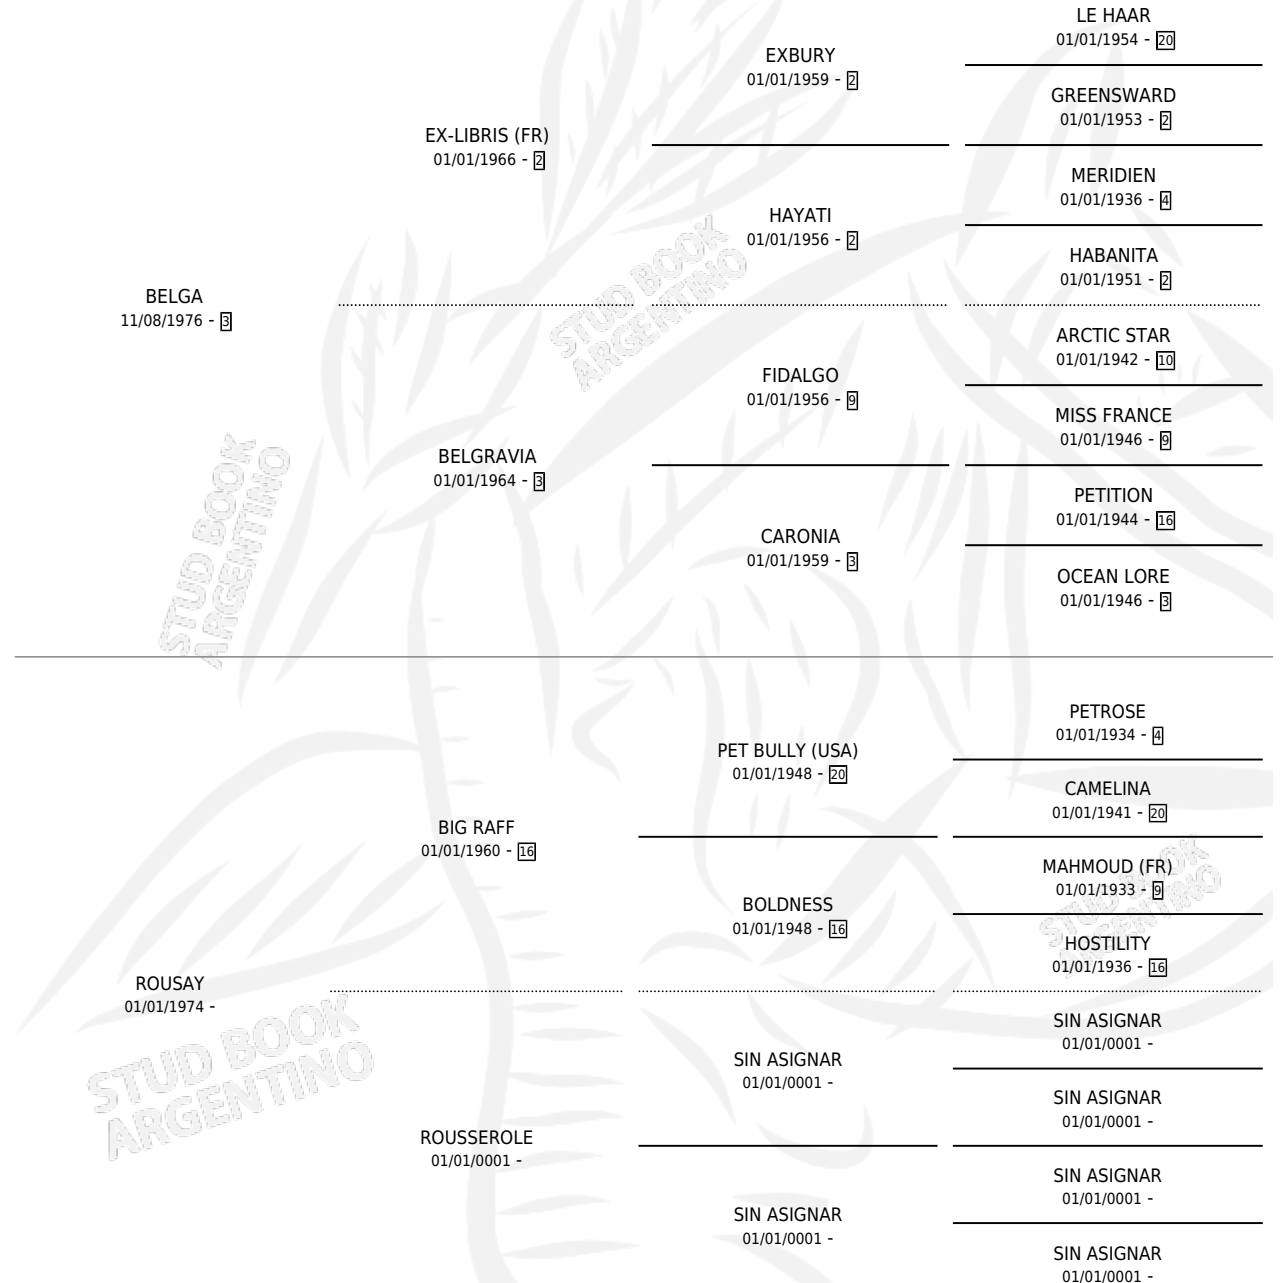 LE HAAR
01/01/1954 - 20
EXBURY
01/01/1959 - 2
GREENSWARD
01/01/1953 - 2
EX-LIBRIS (FR)
01/01/1966 - 2
MERIDIEN
01/01/1936 - 4
HAYATI
01/01/1956 - 2
HABANITA
01/01/1951 - 2
BELGA
11/08/1976 - 3
ARCTIC STAR
01/01/1942 - 10
FIDALGO
01/01/1956 - 9
MISS FRANCE
01/01/1946 - 9
BELGRAVIA
01/01/1964 - 3
PETITION
01/01/1944 - 16
CARONIA
01/01/1959 - 3
OCEAN LORE
01/01/1946 - 3
PETROSE
01/01/1934 - 4
PET BULLY (USA)
01/01/1948 - 20
CAMELINA
01/01/1941 - 20
BIG RAFF
01/01/1960 - 16
MAHMOUD (FR)
01/01/1933 - 9
BOLDNESS
01/01/1948 - 16
HOSTILITY
01/01/1936 - 16
ROUSAY
01/01/1974 -
SIN ASIGNAR
01/01/0001 -
SIN ASIGNAR
01/01/0001 -
SIN ASIGNAR
01/01/0001 -
ROUSSEROLE
01/01/0001 -
SIN ASIGNAR
01/01/0001 -
SIN ASIGNAR
01/01/0001 -
SIN ASIGNAR
01/01/0001 -
STUD BOOK
ARGENTINO
STUD BOOK
ARGENTINO
STUD BOOK
ARGENTINO
STUD BOOK
ARGENTINO